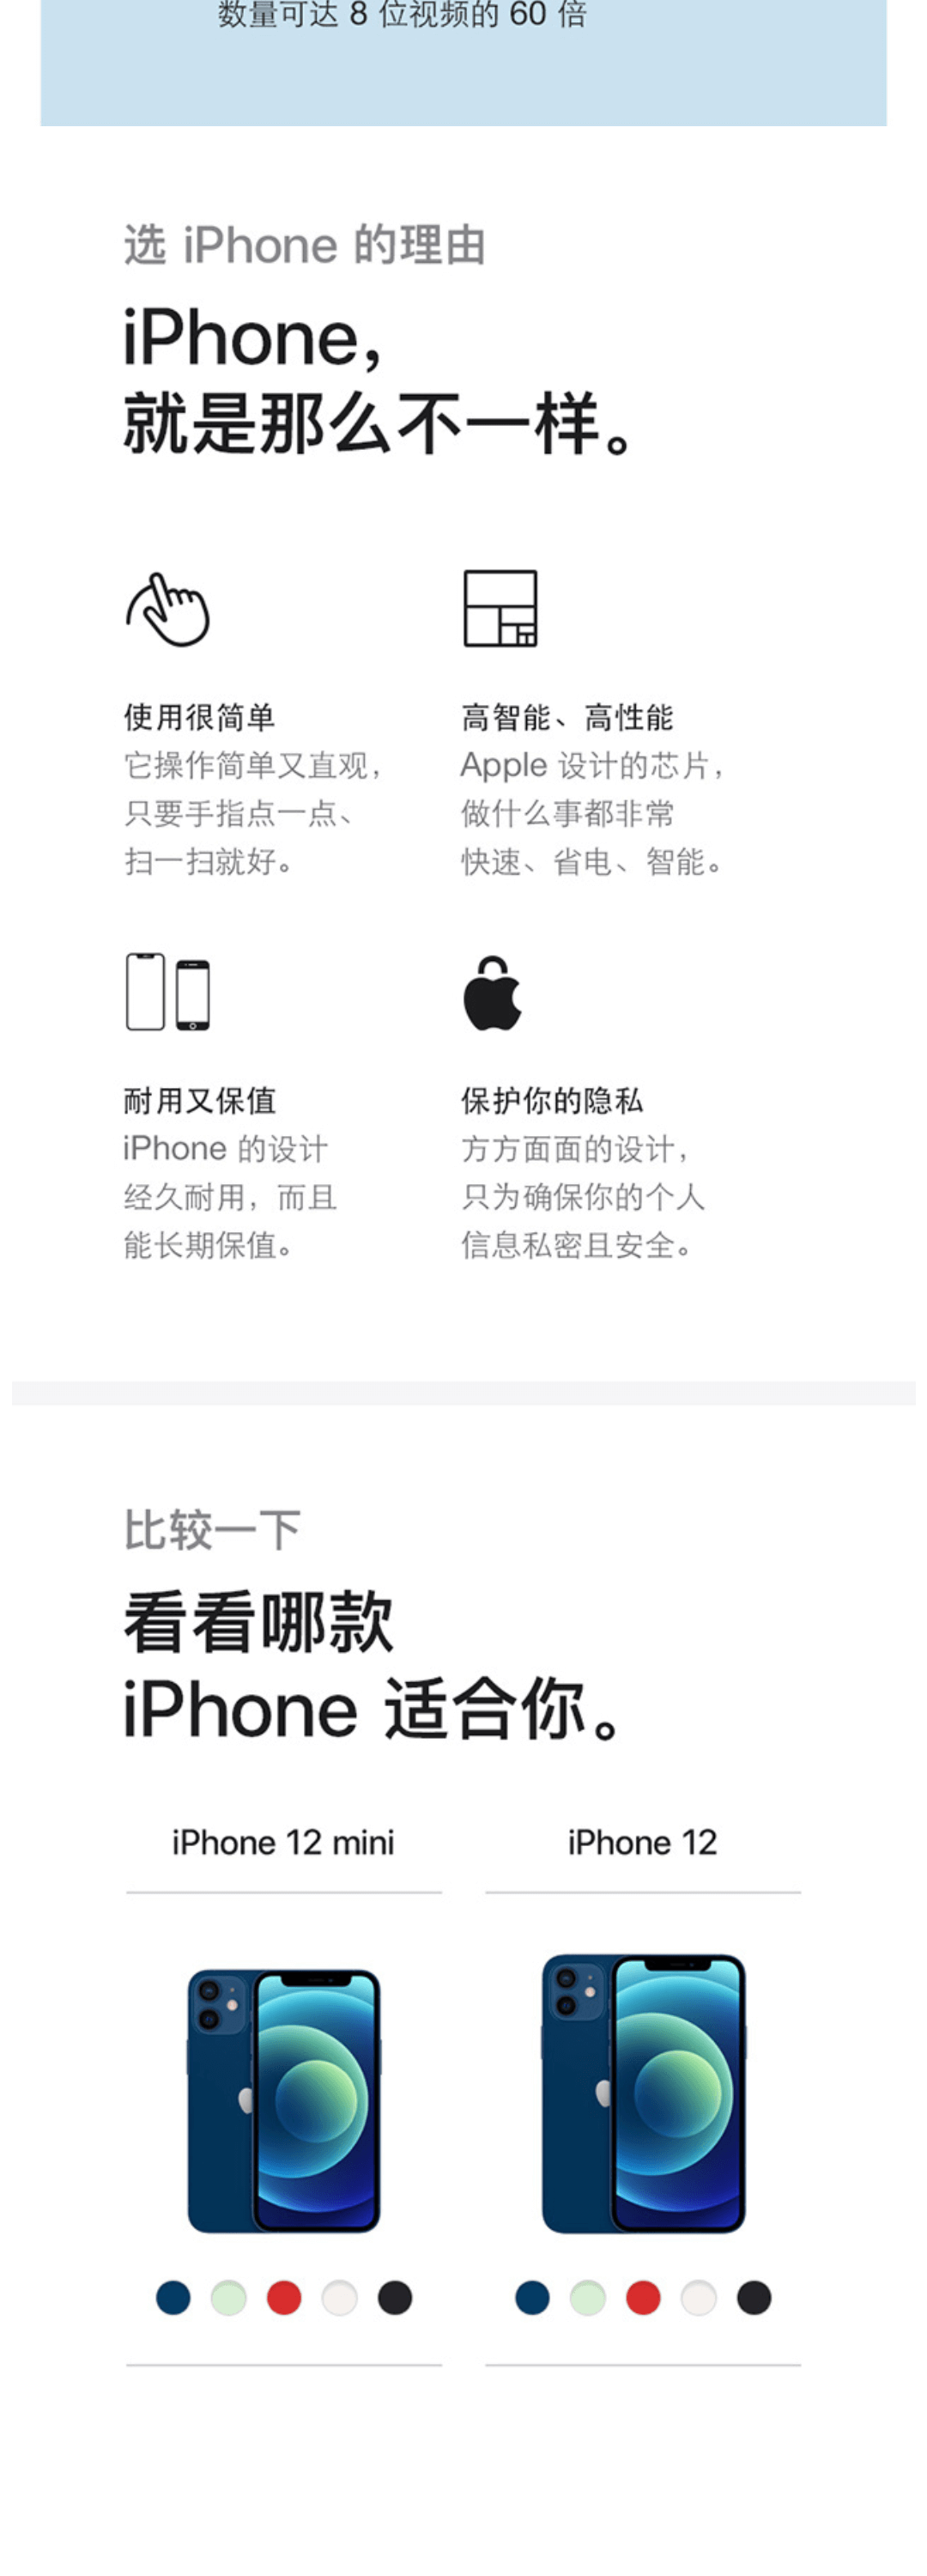 数量可达 8 位视频的 60 倍
选 iPhone 的理由
iPhone，
就是那么不一样。
使用很简单
它操作简单又直观，
只要手指点一点、
扫一扫就好。
高智能、高性能
Apple 设计的芯片，
做什么事都非常
快速、省电、智能。
耐用又保值
iPhone 的设计
经久耐用，而且
能长期保值。
保护你的隐私
方方面面的设计，
只为确保你的个人
信息私密且安全。
比较一下
看看哪款
iPhone 适合你。
iPhone 12 mini
iPhone 12